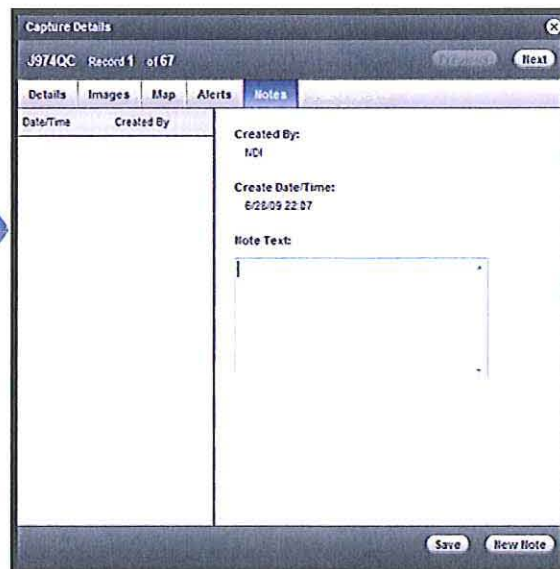 Capture Details
J974QC Record 1 of 67 Previous Next
Details Images Map Alerts Notes
Date/Time Created By
Created By:
NDI
Create Date/Time:
6/28/09 22:07
Note Text:
Save New Note